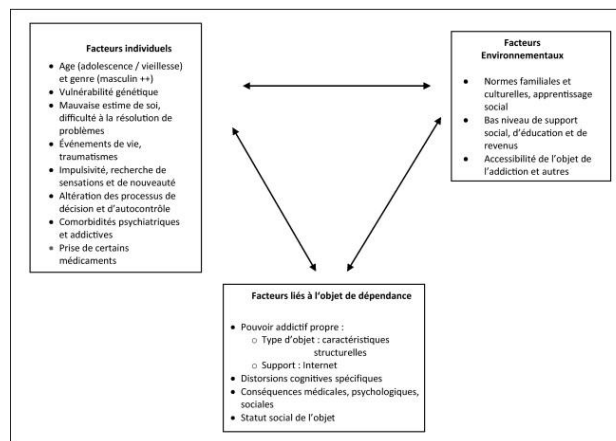 Facteurs individuels
• Age (adolescence / vieillesse)
et genre (masculin ++)
• Vulnérabilité génétique
• Mauvaise estime de soi,
difficulté à la résolution de
problèmes
• Événements de vie,
traumatismes
• Impulsivité, recherche de
sensations et de nouveauté
• Altération des processus de
décision et d'autocontrôle
• Comorbidités psychiatriques
et addictives
• Prise de certains
médicaments
Facteurs
Environnementaux
• Normes familiales et
culturelles, apprentissage
social
• Bas niveau de support
social, d'éducation et de
revenus
• Accessibilité de l'objet de
l'addiction et autres
Facteurs liés à l'objet de dépendance
• Pouvoir addictif propre :
o Type d'objet : caractéristiques
structurelles
o Support : Internet
• Distorsions cognitives spécifiques
• Conséquences médicales, psychologiques,
sociales
• Statut social de l'objet